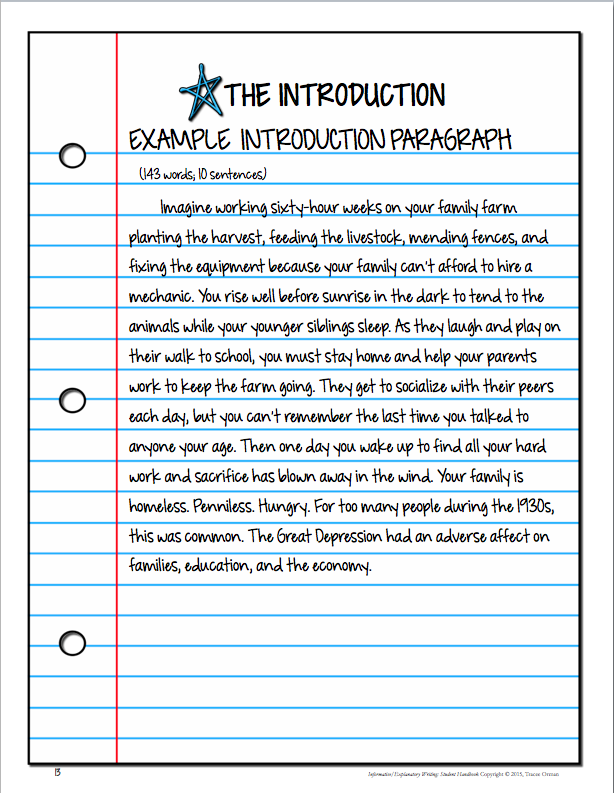 THE INTRODUCTION
EXAMPLE INTRODUCTION PARAGRAPH
(143 words; 10 sentences)
Imagine working sixty-hour weeks on your family farm
planting the harvest, feeding the livestock, mending fences, and
fixing the equipment because your family can't afford to hire a
mechanic. You rise well before sunrise in the dark to tend to the
animals while your younger siblings sleep. As they laugh and play on
their walk to school, you must stay home and help your parents
work to keep the farm going. They get to socialize with their peers
each day, but you can't remember the last time you talked to
anyone your age. Then one day you wake up to find all your hard
work and sacrifice has blown away in the wind. Your family is
homeless. Penniless. Hungry. For too many people during the 1930s,
this was common. The Great Depression had an adverse affect on
families, education, and the economy.
13
Informative/Explanatory Writing: Student Handbook Copyright © 2015, Tracee Orman